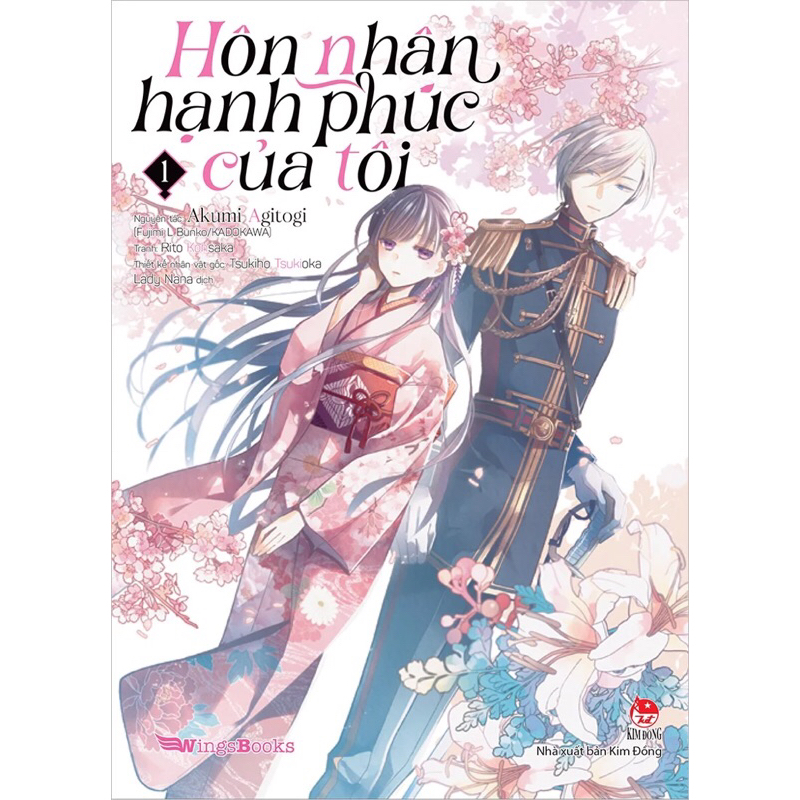 Hôn nhân
hạnh phúc
1 của tôi
Nguyên tác: Akumi Agitogi
(Fujimi L Bunko/KADOKAWA)
Tranh: Rito Kohsaka
Thiết kế nhân vật gốc: Tsukiho Tsukioka
Lady Nana dịch
WingsBooks
KIM ĐỒNG
Nhà xuất bản Kim Đồng